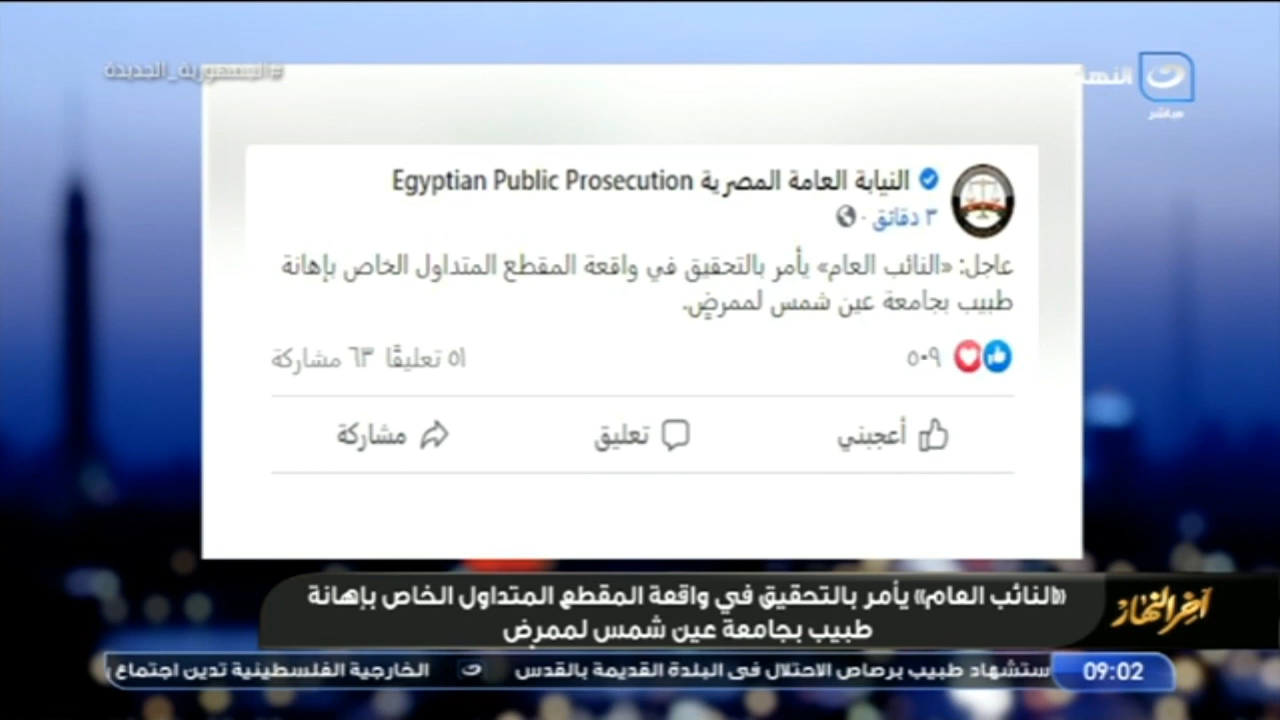 #الجمهورية_الجديدة
النهار
مباشر
النيابة العامة المصرية Egyptian Public Prosecution
٣ دقائق ·
عاجل: «النائب العام» يأمر بالتحقيق في واقعة المقطع المتداول الخاص بإهانة
طبيب بجامعة عين شمس لممرضٍ.
٥٠٩
٥١ تعليقًا ٦٣ مشاركة
أعجبني
تعليق
مشاركة
آخر النهار
«النائب العام» يأمر بالتحقيق في واقعة المقطع المتداول الخاص بإهانة
طبيب بجامعة عين شمس لممرضٍ
09:02
ستشهاد طبيب برصاص الاحتلال فى البلدة القديمة بالقدس
الخارجية الفلسطينية تدين اجتماع